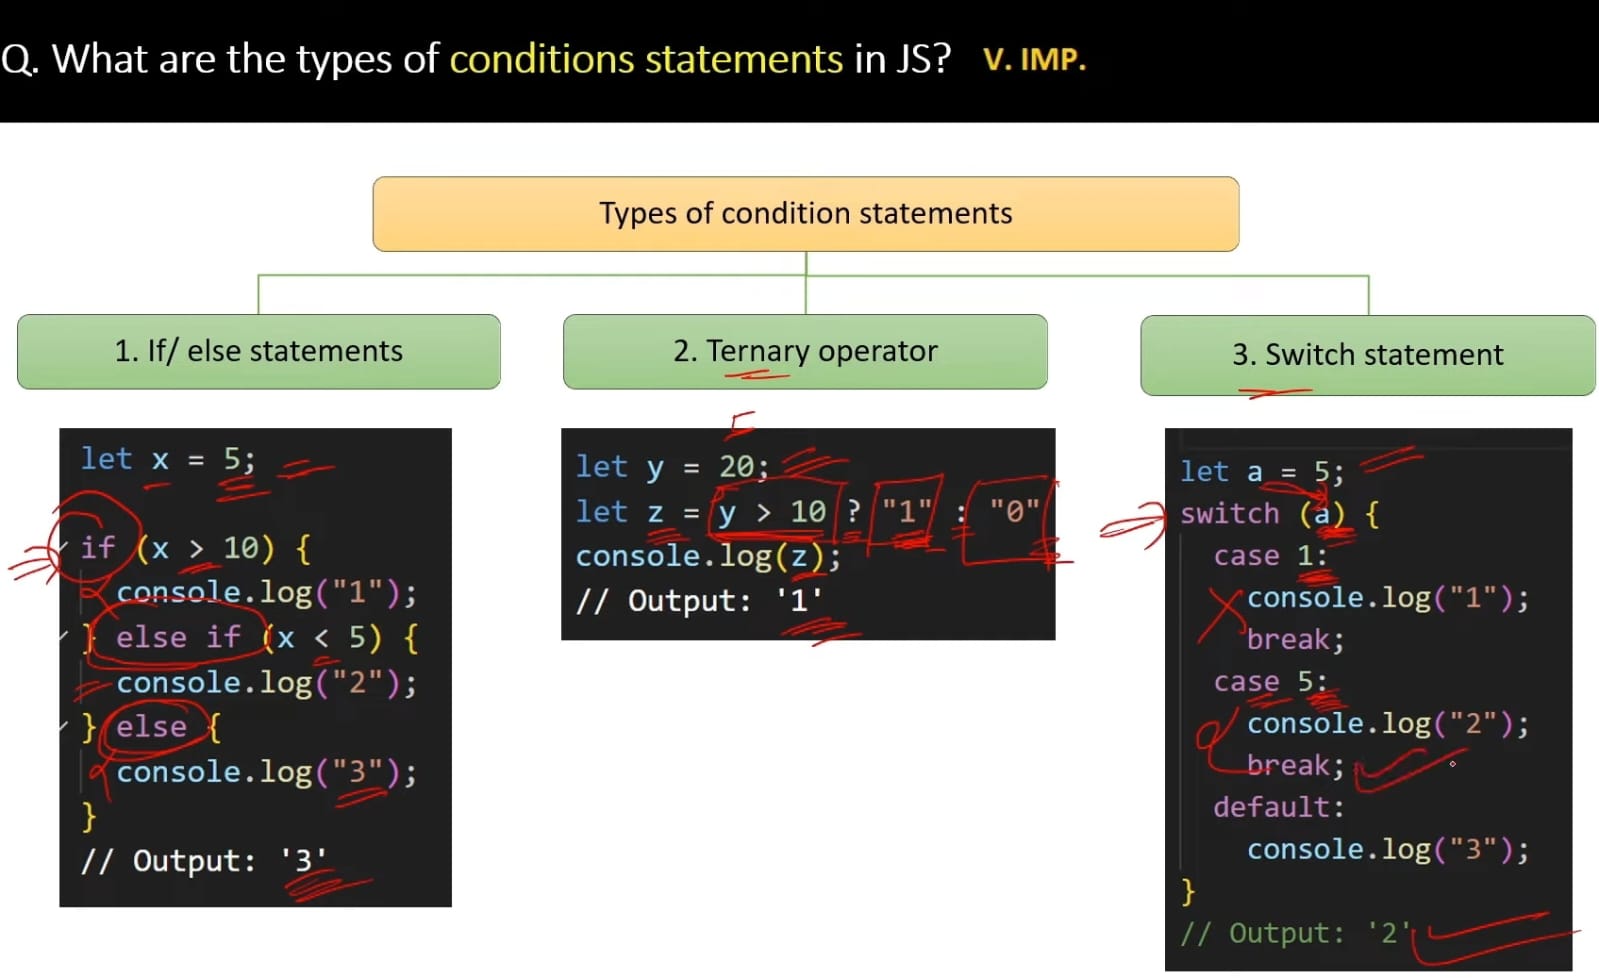 Q. What are the types of conditions statements in JS? V. IMP.
Types of condition statements
1. If/ else statements
let x = 5;
if (x > 10) {
console.log("1");
} else if (x < 5) {
console.log("2");
} else {
console.log("3");
}
// Output: '3'
2. Ternary operator
5
let y = 20;
let z = y > 10 ? "1" : "0"
console.log(z);
// Output: '1'
3. Switch statement
let a = 5;
switch (a) {
case 1:
console.log("1");
break;
case 5:
console.log("2");
break;
default:
console.log("3");
}
// Output: '2'